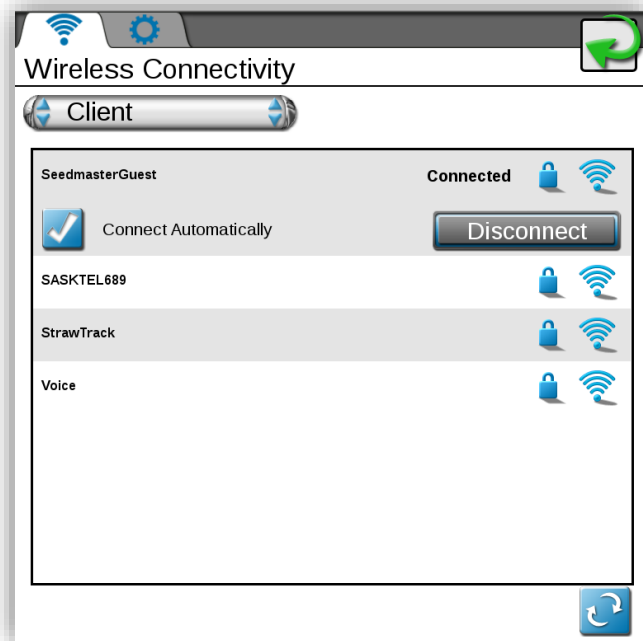 Wireless Connectivity
Client
SeedmasterGuest Connected
Connect Automatically Disconnect
SASKTEL689
StrawTrack
Voice